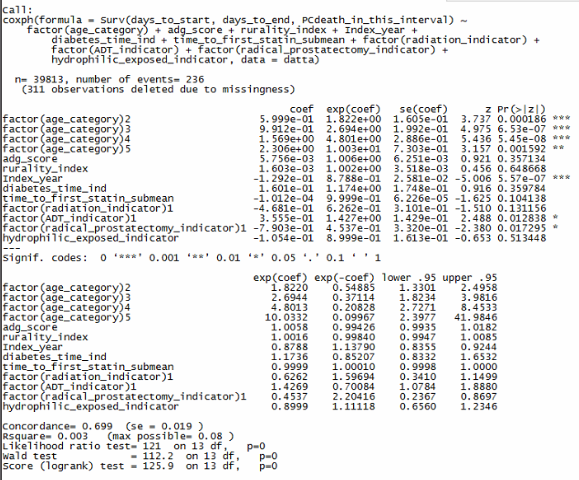 Call:
coxph(formula = Surv(days_to_start, days_to_end, PCdeath_in_this_interval) ~
factor(age_category) + adg_score + rurality_index + Index_year +
diabetes_time_ind + time_to_first_statin_submean + factor(radiation_indicator) +
factor(ADT_indicator) + factor(radical_prostatectomy_indicator) +
hydrophilic_exposed_indicator, data = datta)
n= 39813, number of events= 236
(311 observations deleted due to missingness)
coef exp(coef) se(coef) z Pr(>|z|)
factor(age_category)2 5.999e-01 1.822e+00 1.605e-01 3.737 0.000186 ***
factor(age_category)3 9.912e-01 2.694e+00 1.992e-01 4.975 6.53e-07 ***
factor(age_category)4 1.569e+00 4.801e+00 2.886e-01 5.436 5.45e-08 ***
factor(age_category)5 2.306e+00 1.003e+01 7.303e-01 3.157 0.001592 **
adg_score 5.756e-03 1.006e+00 6.251e-03 0.921 0.357134
rurality_index 1.603e-03 1.002e+00 3.518e-03 0.456 0.648668
Index_year -1.292e-01 8.788e-01 2.581e-02 -5.006 5.57e-07 ***
diabetes_time_ind 1.601e-01 1.174e+00 1.748e-01 0.916 0.359784
time_to_first_statin_submean -1.012e-04 9.999e-01 6.226e-05 -1.625 0.104138
factor(radiation_indicator)1 -4.681e-01 6.262e-01 3.101e-01 -1.510 0.131156
factor(ADT_indicator)1 3.555e-01 1.427e+00 1.429e-01 2.488 0.012838 *
factor(radical_prostatectomy_indicator)1 -7.903e-01 4.537e-01 3.320e-01 -2.380 0.017295 *
hydrophilic_exposed_indicator -1.054e-01 8.999e-01 1.613e-01 -0.653 0.513448
---
Signif. codes: 0 ‘***’ 0.001 ‘**’ 0.01 ‘*’ 0.05 ‘.’ 0.1 ‘ ’ 1
exp(coef) exp(-coef) lower .95 upper .95
factor(age_category)2 1.8220 0.54885 1.3301 2.4958
factor(age_category)3 2.6944 0.37114 1.8234 3.9816
factor(age_category)4 4.8013 0.20828 2.7271 8.4533
factor(age_category)5 10.0332 0.09967 2.3977 41.9846
adg_score 1.0058 0.99426 0.9935 1.0182
rurality_index 1.0016 0.99840 0.9947 1.0085
Index_year 0.8788 1.13790 0.8355 0.9244
diabetes_time_ind 1.1736 0.85207 0.8332 1.6532
time_to_first_statin_submean 0.9999 1.00010 0.9998 1.0000
factor(radiation_indicator)1 0.6262 1.59694 0.3410 1.1499
factor(ADT_indicator)1 1.4269 0.70084 1.0784 1.8880
factor(radical_prostatectomy_indicator)1 0.4537 2.20416 0.2367 0.8697
hydrophilic_exposed_indicator 0.8999 1.11118 0.6560 1.2346
Concordance= 0.699 (se = 0.019 )
Rsquare= 0.003 (max possible= 0.08 )
Likelihood ratio test= 121 on 13 df, p=0
Wald test = 112.2 on 13 df, p=0
Score (logrank) test = 125.9 on 13 df, p=0